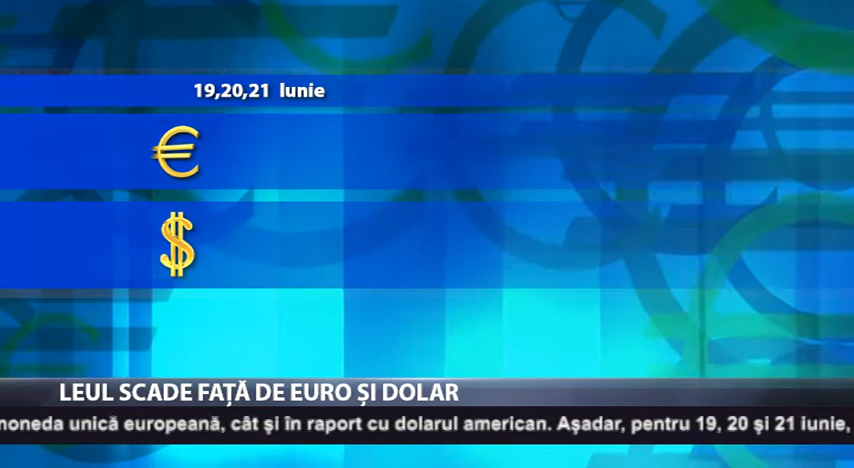 19,20,21 Iunie
€
$
LEUL SCADE FAȚĂ DE EURO ȘI DOLAR
moneda unică europeană, cât și în raport cu dolarul american. Așadar, pentru 19, 20 și 21 iunie,